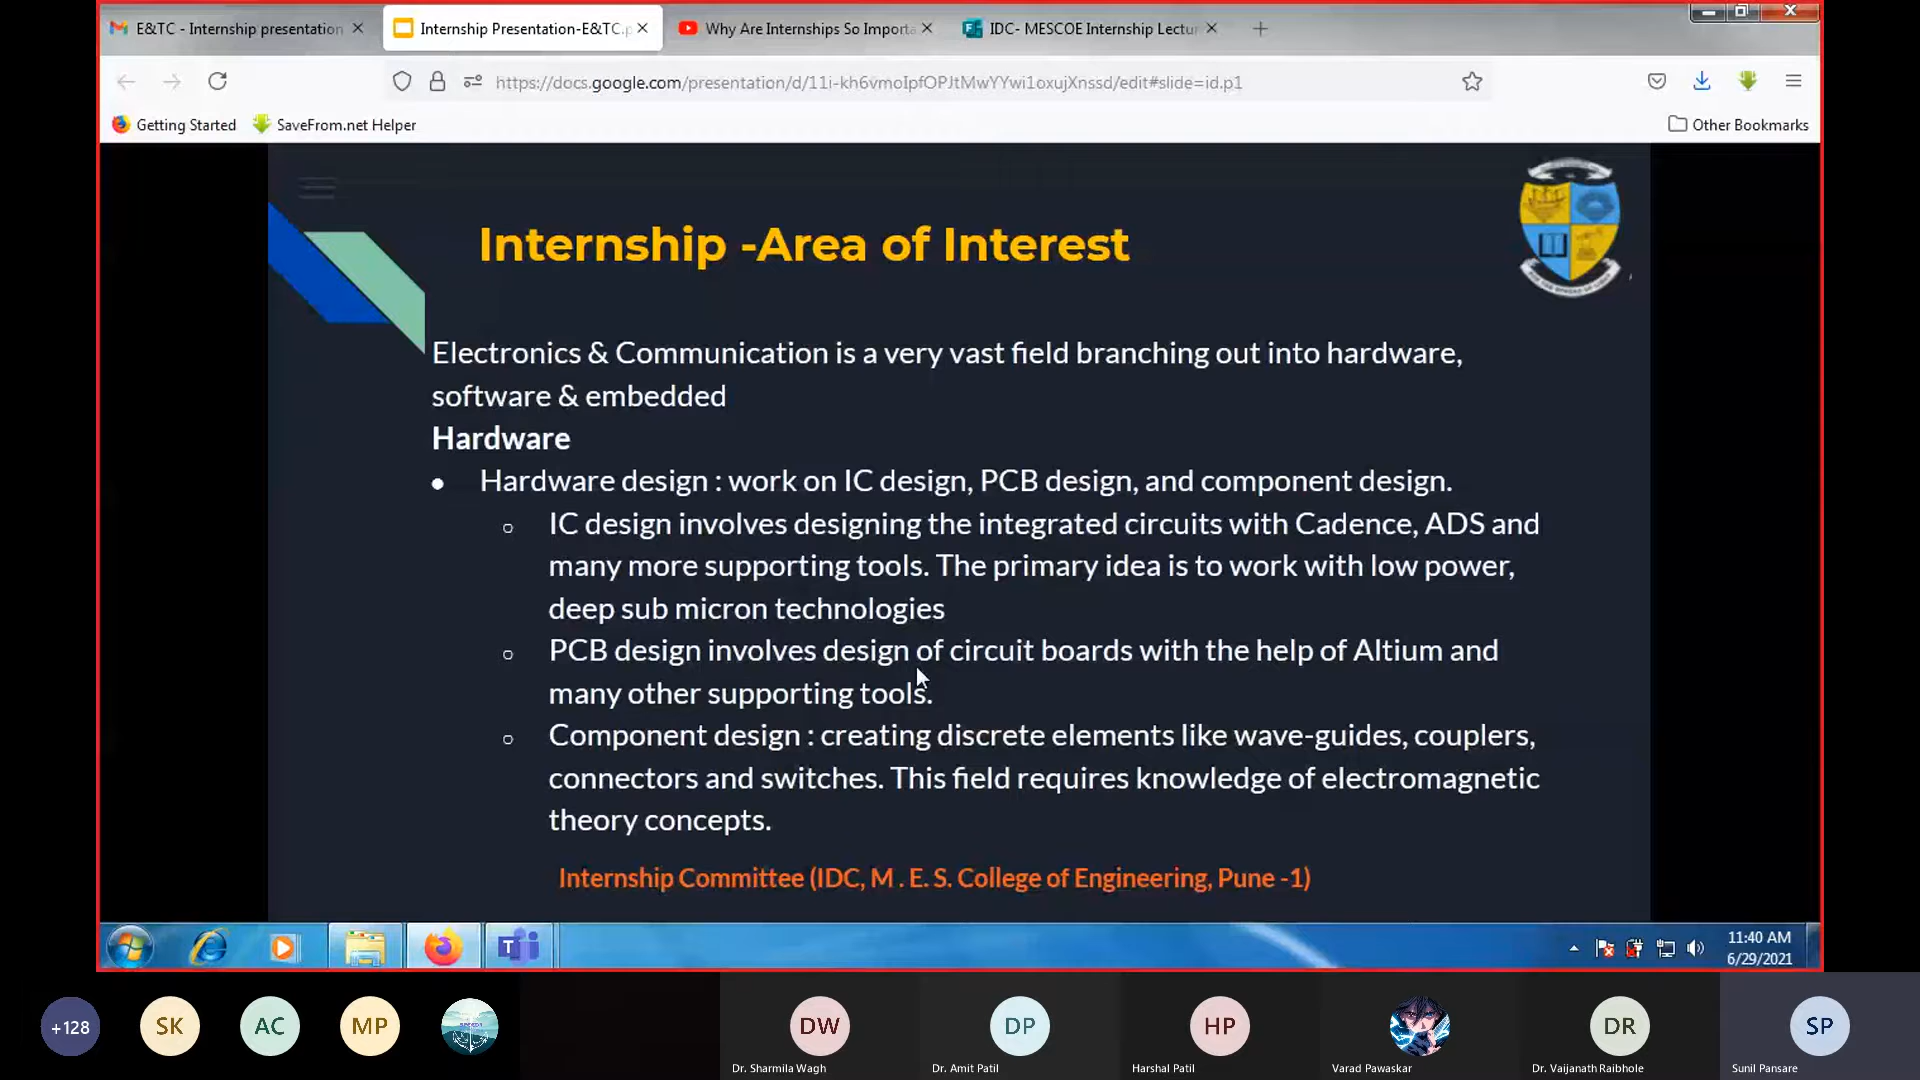 E&TC - Internship presentation
Internship Presentation-E&TC.p
Why Are Internships So Importa
IDC- MESCOE Internship Lectur
https://docs.google.com/presentation/d/11i-kh6vmoIpfOPJtMwYYwi1oxujXnssd/edit#slide=id.p1
Getting Started
SaveFrom.net Helper
Other Bookmarks
Internship -Area of Interest
Electronics & Communication is a very vast field branching out into hardware,
software & embedded
Hardware
● Hardware design : work on IC design, PCB design, and component design.
○ IC design involves designing the integrated circuits with Cadence, ADS and
many more supporting tools. The primary idea is to work with low power,
deep sub micron technologies
○ PCB design involves design of circuit boards with the help of Altium and
many other supporting tools.
○ Component design : creating discrete elements like wave-guides, couplers,
connectors and switches. This field requires knowledge of electromagnetic
theory concepts.
Internship Committee (IDC, M . E. S. College of Engineering, Pune -1)
11:40 AM
6/29/2021
+128
SK
AC
MP
DW
DP
HP
DR
SP
Dr. Sharmila Wagh
Dr. Amit Patil
Harshal Patil
Varad Pawaskar
Dr. Vaijanath Raibhole
Sunil Pansare